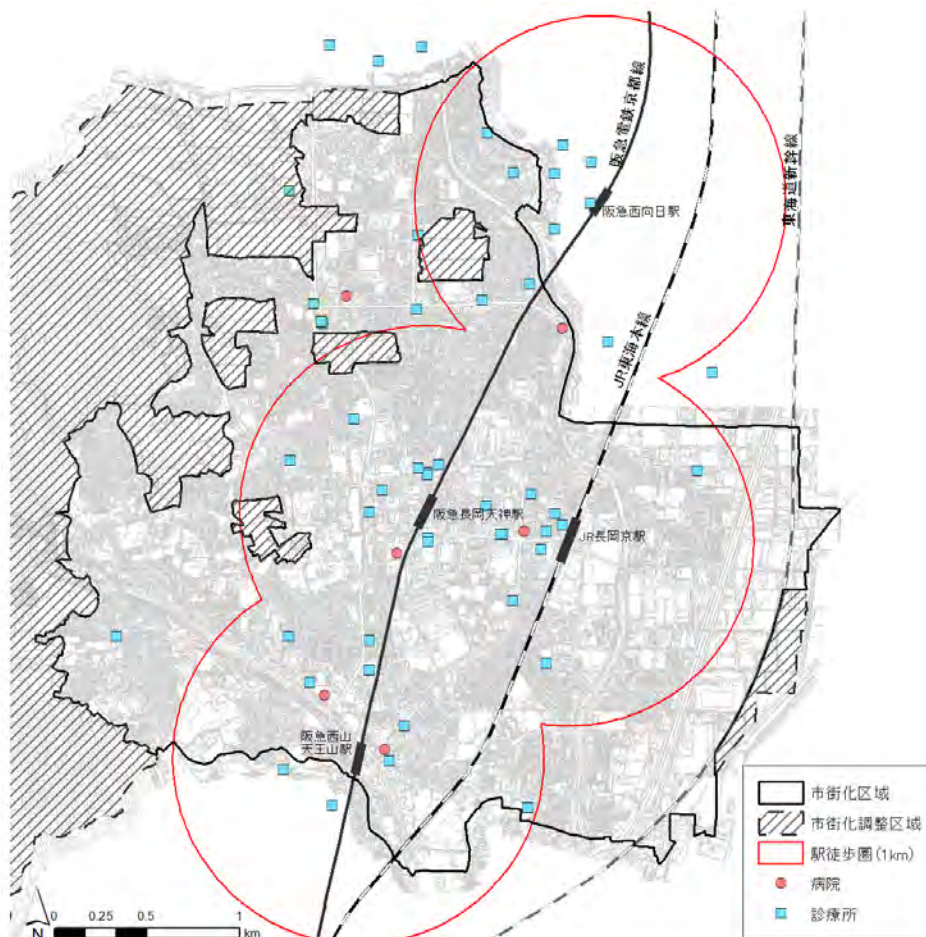 阪急電鉄京都線
東海道新幹線
阪急西向日駅
JR東海本線
阪急長岡天神駅
JR長岡京駅
阪急西山
天王山駅
市街化区域
市街化調整区域
駅徒歩圏(1km)
病院
診療所
0 0.25 0.5 1
km
N